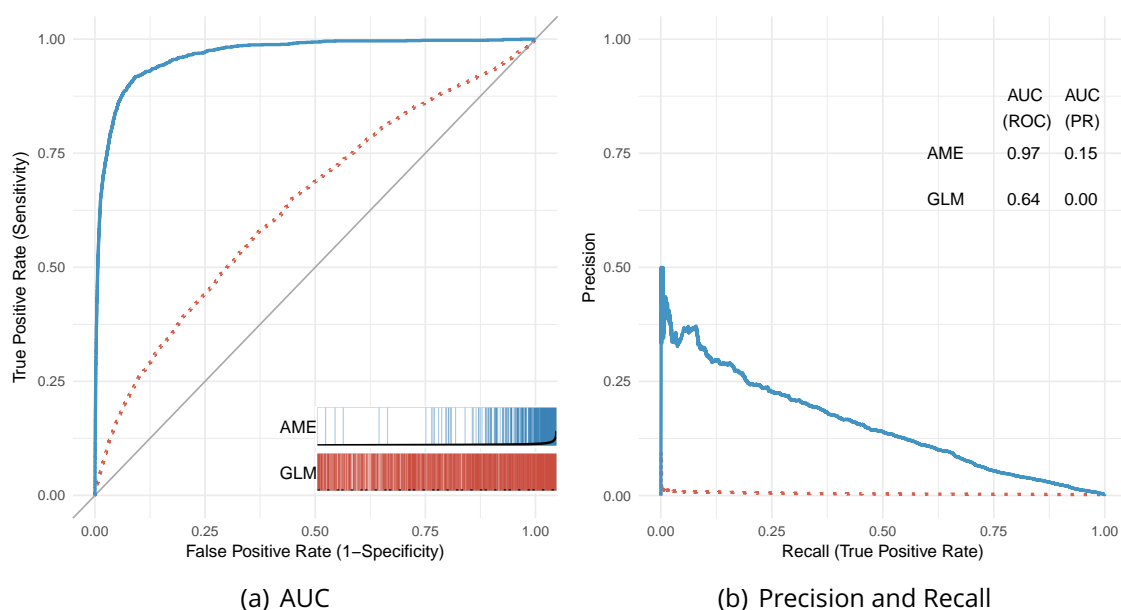 1.00
0.75
0.50
0.25
0.00
True Positive Rate (Sensitivity)
AME
GLM
0.00 0.25 0.50 0.75 1.00
False Positive Rate (1−Specificity)
(a) AUC
1.00
0.75
0.50
0.25
0.00
Precision
AUC AUC
(ROC) (PR)
AME 0.97 0.15
GLM 0.64 0.00
0.00 0.25 0.50 0.75 1.00
Recall (True Positive Rate)
(b) Precision and Recall